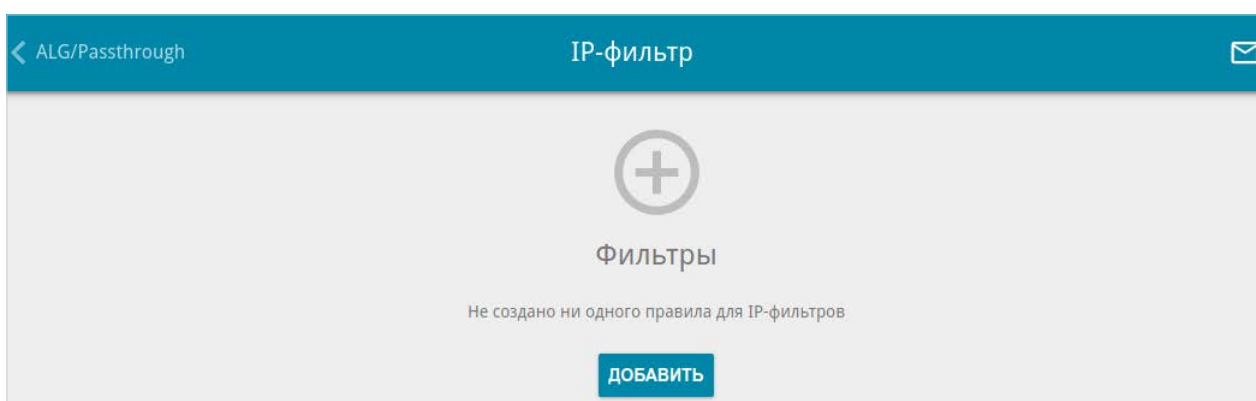 ALG/Passthrough
IP-фильтр
Фильтры
Не создано ни одного правила для IP-фильтров
ДОБАВИТЬ